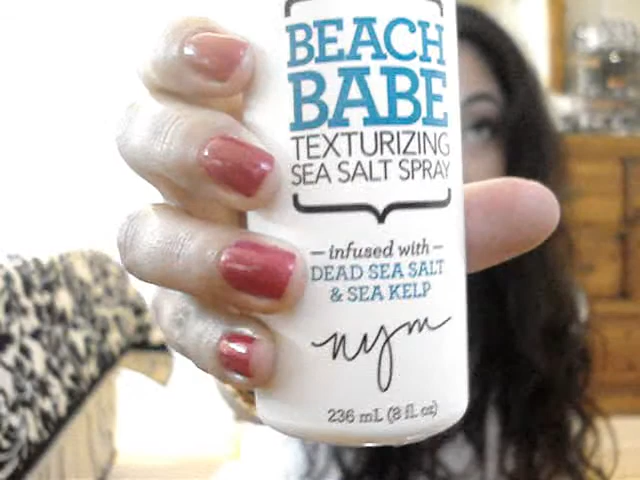 BEACH
BABE
TEXTURIZING
SEA SALT SPRAY
— infused with —
DEAD SEA SALT
& SEA KELP
nym
236 mL (8 fl. oz)